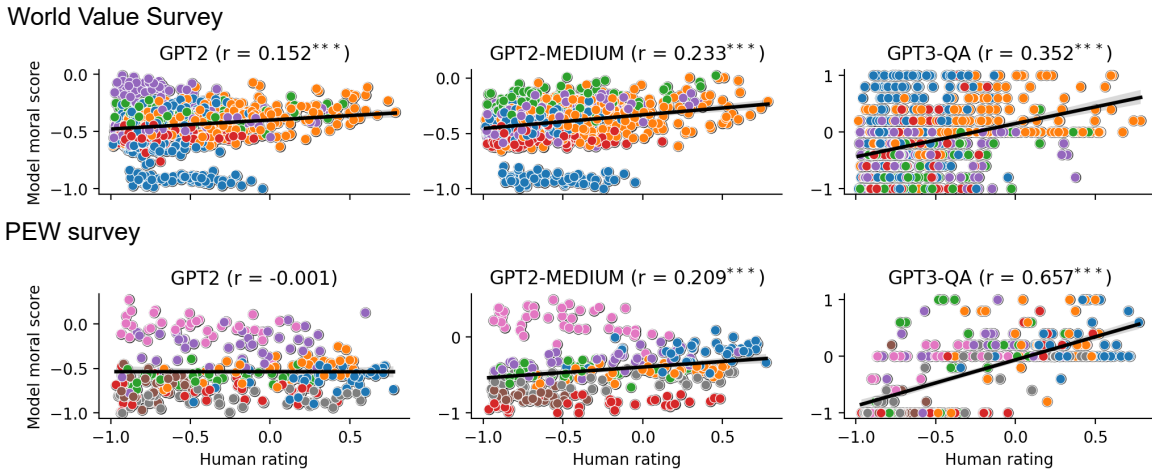 World Value Survey
GPT2 (r = 0.152***)
GPT2-MEDIUM (r = 0.233***)
GPT3-QA (r = 0.352***)
Model moral score
0.0
−0.5
−1.0
0.0
−0.5
−1.0
1
0
−1
PEW survey
GPT2 (r = -0.001)
GPT2-MEDIUM (r = 0.209***)
GPT3-QA (r = 0.657***)
Model moral score
0.0
−0.5
−1.0
0
−1
1
0
−1
−1.0 −0.5 0.0 0.5
−1.0 −0.5 0.0 0.5
−1.0 −0.5 0.0 0.5
Human rating
Human rating
Human rating